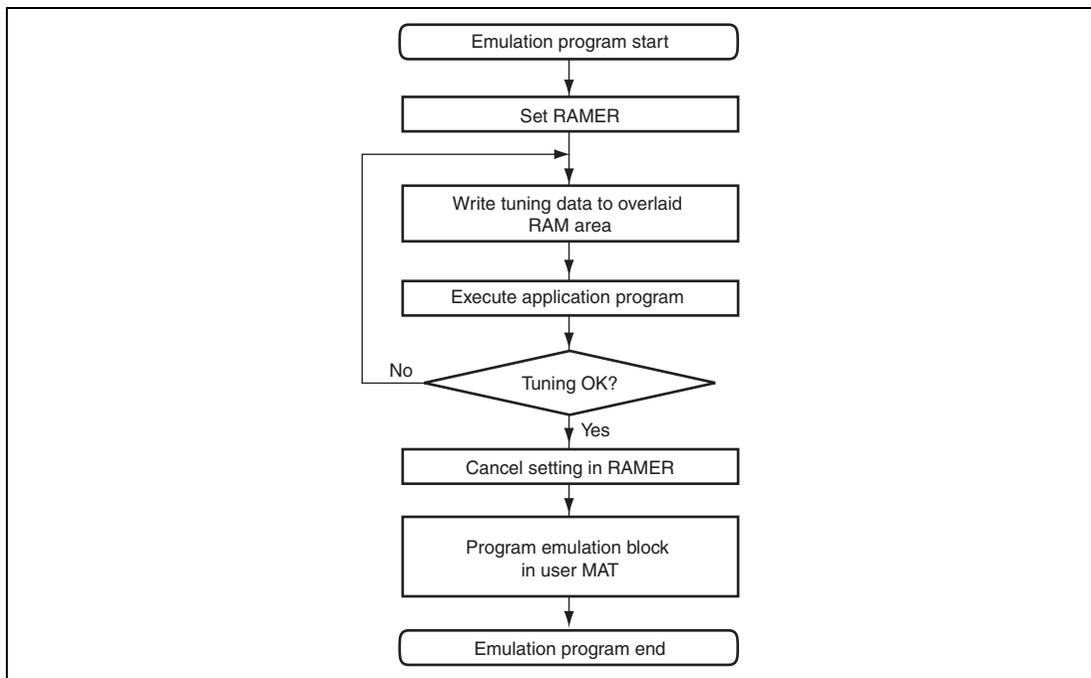 Emulation program start
Set RAMER
Write tuning data to overlaid
RAM area
Execute application program
No
Tuning OK?
Yes
Cancel setting in RAMER
Program emulation block
in user MAT
Emulation program end